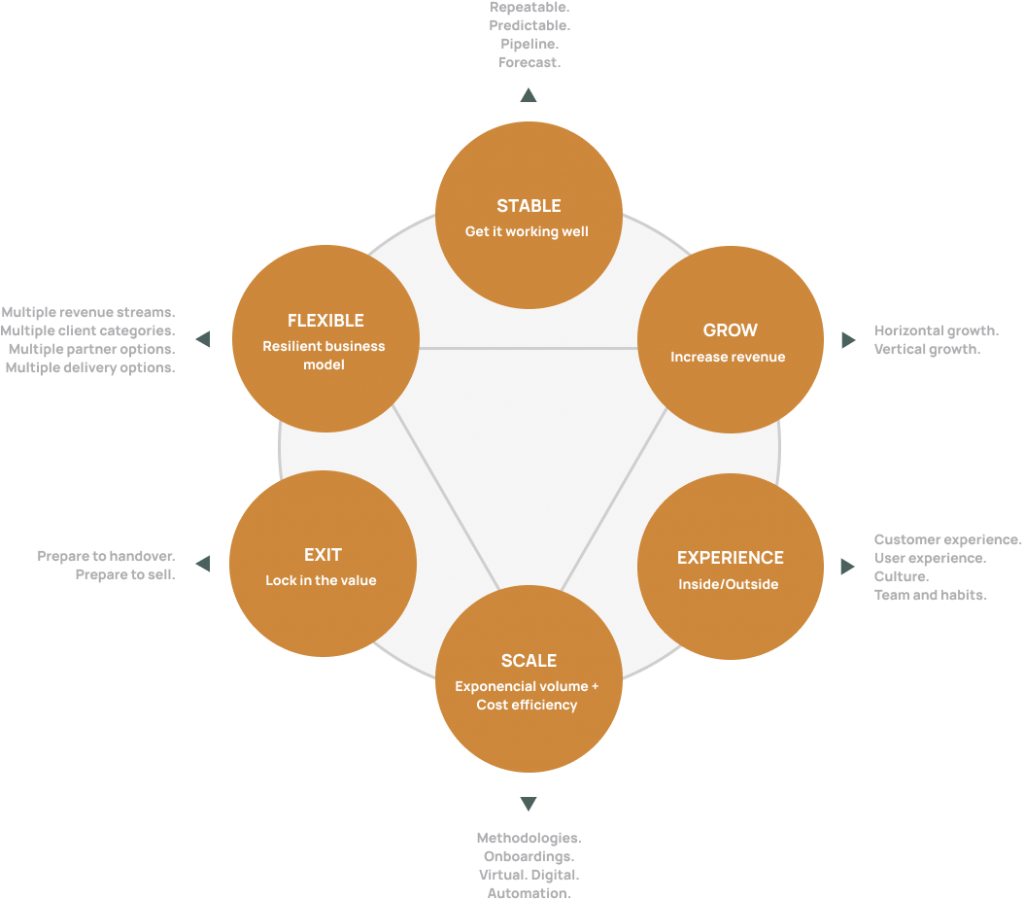 Repeatable.
Predictable.
Pipeline.
Forecast.
STABLE
Get it working well
FLEXIBLE
Resilient business
model
Multiple revenue streams.
Multiple client categories.
Multiple partner options.
Multiple delivery options.
GROW
Increase revenue
Horizontal growth.
Vertical growth.
EXIT
Lock in the value
Prepare to handover.
Prepare to sell.
EXPERIENCE
Inside/Outside
Customer experience.
User experience.
Culture.
Team and habits.
SCALE
Exponencial volume +
Cost efficiency
Methodologies.
Onboardings.
Virtual. Digital.
Automation.